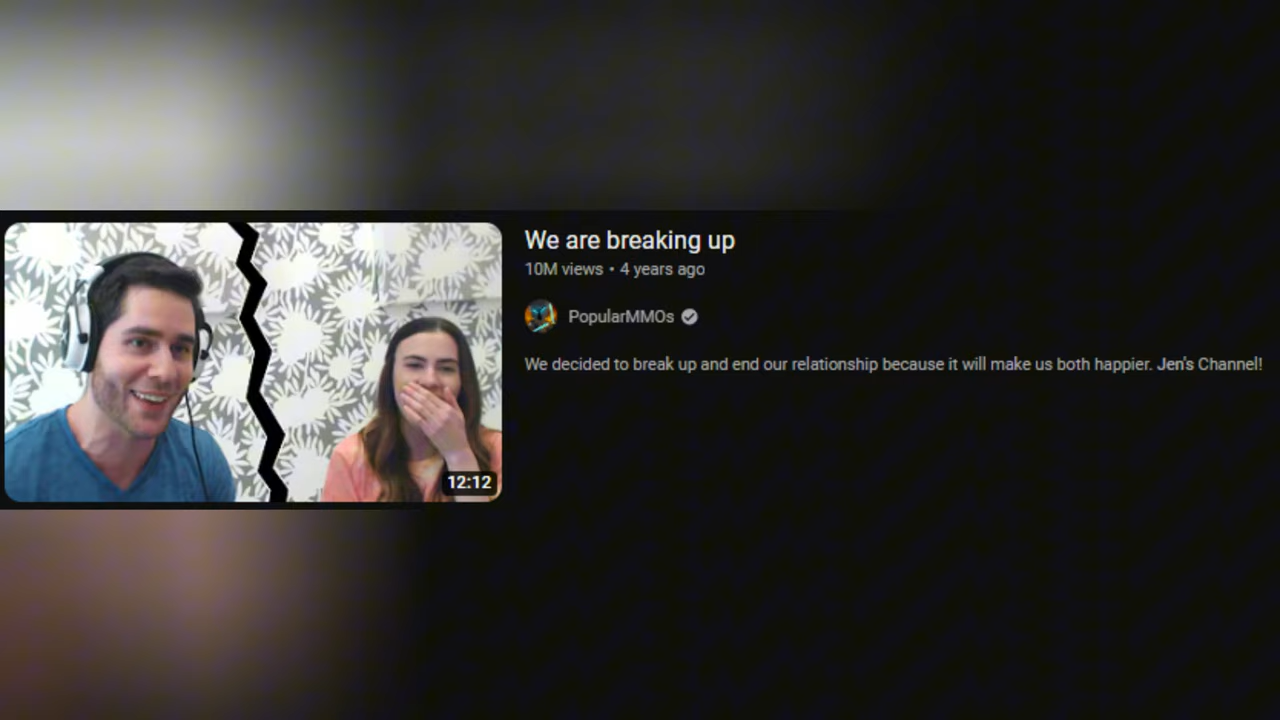 We are breaking up
10M views • 4 years ago
PopularMMOs
We decided to break up and end our relationship because it will make us both happier. Jen's Channel!
12:12